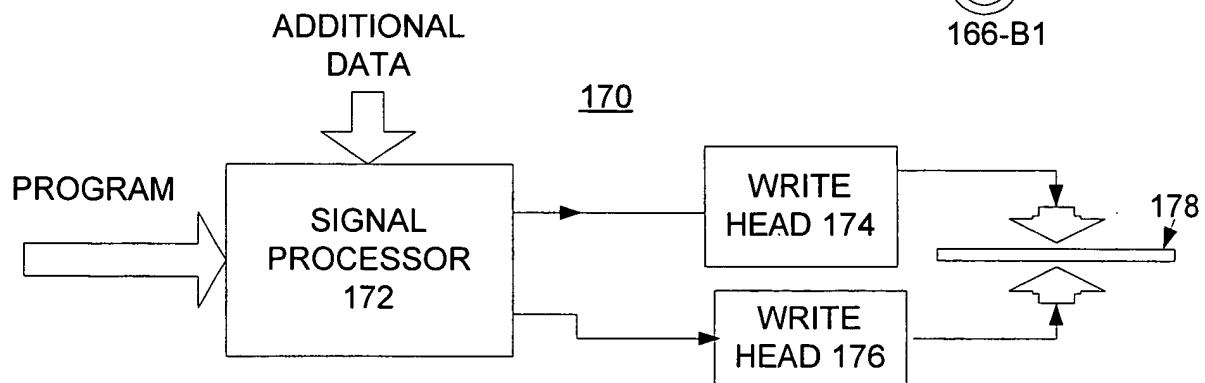 166-B1
ADDITIONAL
DATA
170
PROGRAM
SIGNAL
PROCESSOR
172
WRITE
HEAD 174
178
WRITE
HEAD 176